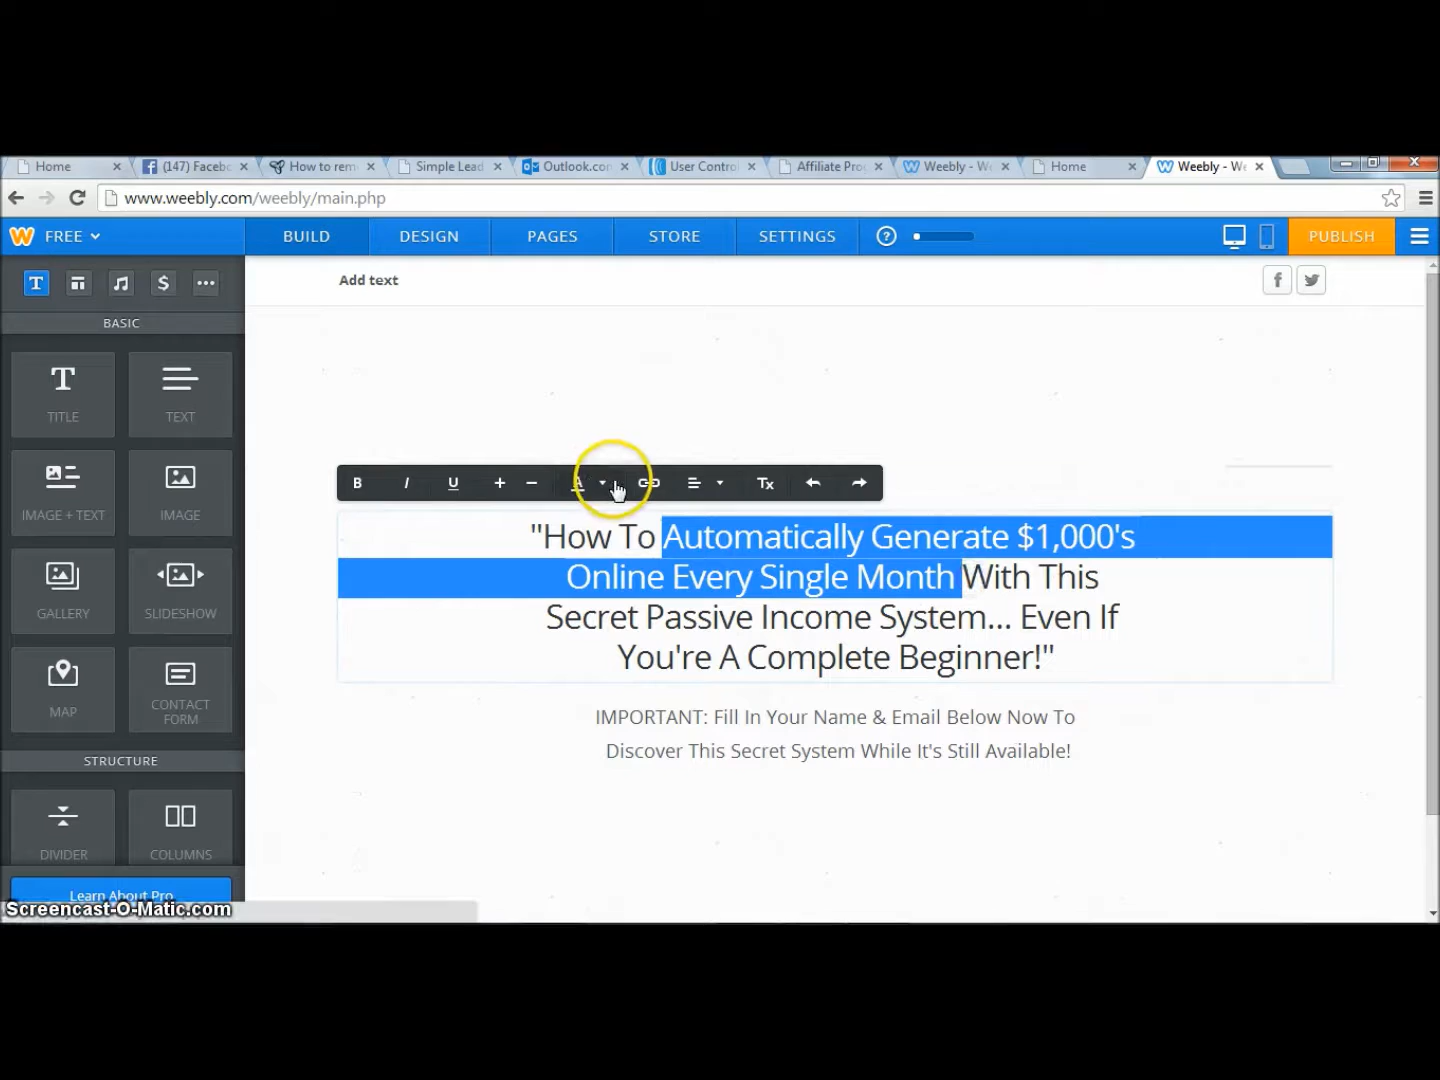 Home
(147) Facebo
How to rem
Simple Lead
Outlook.com
User Control
Affiliate Pro
Weebly - We
Home
Weebly - We
www.weebly.com/weebly/main.php
FREE
BUILD
DESIGN
PAGES
STORE
SETTINGS
?
PUBLISH
T
$
Add text
f
BASIC
T
TITLE
TEXT
IMAGE + TEXT
IMAGE
GALLERY
SLIDESHOW
MAP
CONTACT
FORM
STRUCTURE
DIVIDER
COLUMNS
Learn About Pro
Screencast-O-Matic.com
B I U + − A Tx
"How To Automatically Generate $1,000's
Online Every Single Month With This
Secret Passive Income System... Even If
You're A Complete Beginner!"
IMPORTANT: Fill In Your Name & Email Below Now To
Discover This Secret System While It's Still Available!